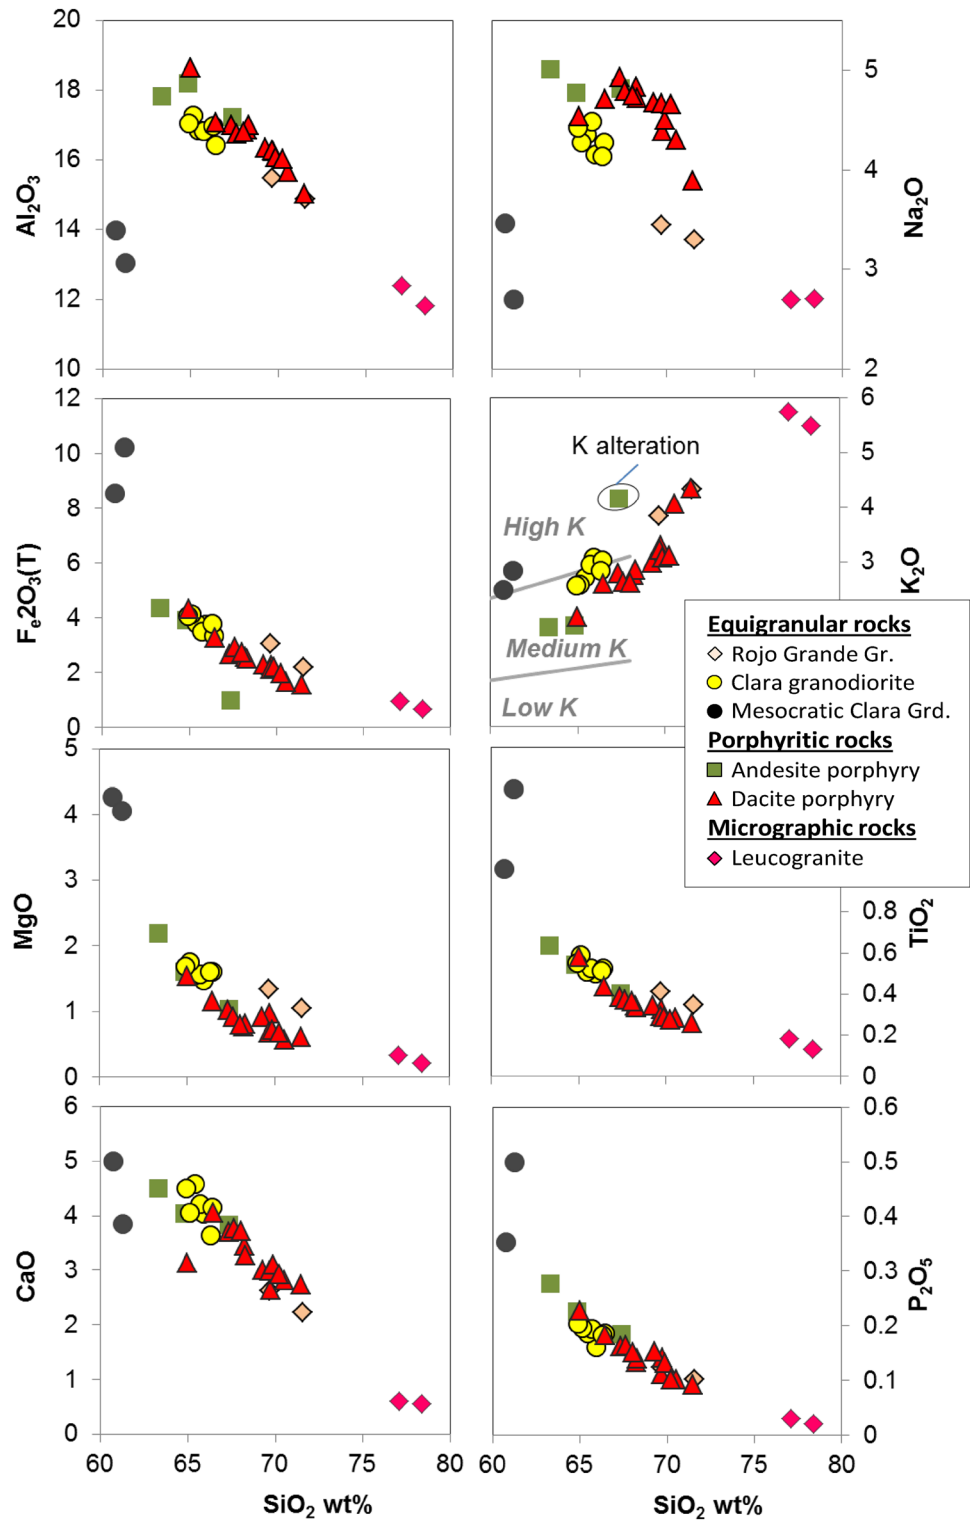 20
18
16
14
12
10
Al₂O₃
5
4
3
2
Na₂O
12
10
8
6
4
2
0
Fₑ2O₃(T)
K alteration
High K
Medium K
Low K
6
5
4
3
K₂O
Equigranular rocks
Rojo Grande Gr.
Clara granodiorite
Mesocratic Clara Grd.
Porphyritic rocks
Andesite porphyry
Dacite porphyry
Micrographic rocks
Leucogranite
5
4
3
2
1
0
MgO
0.8
0.6
0.4
0.2
0
TiO₂
6
5
4
3
2
1
0
CaO
0.6
0.5
0.4
0.3
0.2
0.1
0
P₂O₅
60 65 70 75 80
60 65 70 75 80
SiO₂ wt%
SiO₂ wt%